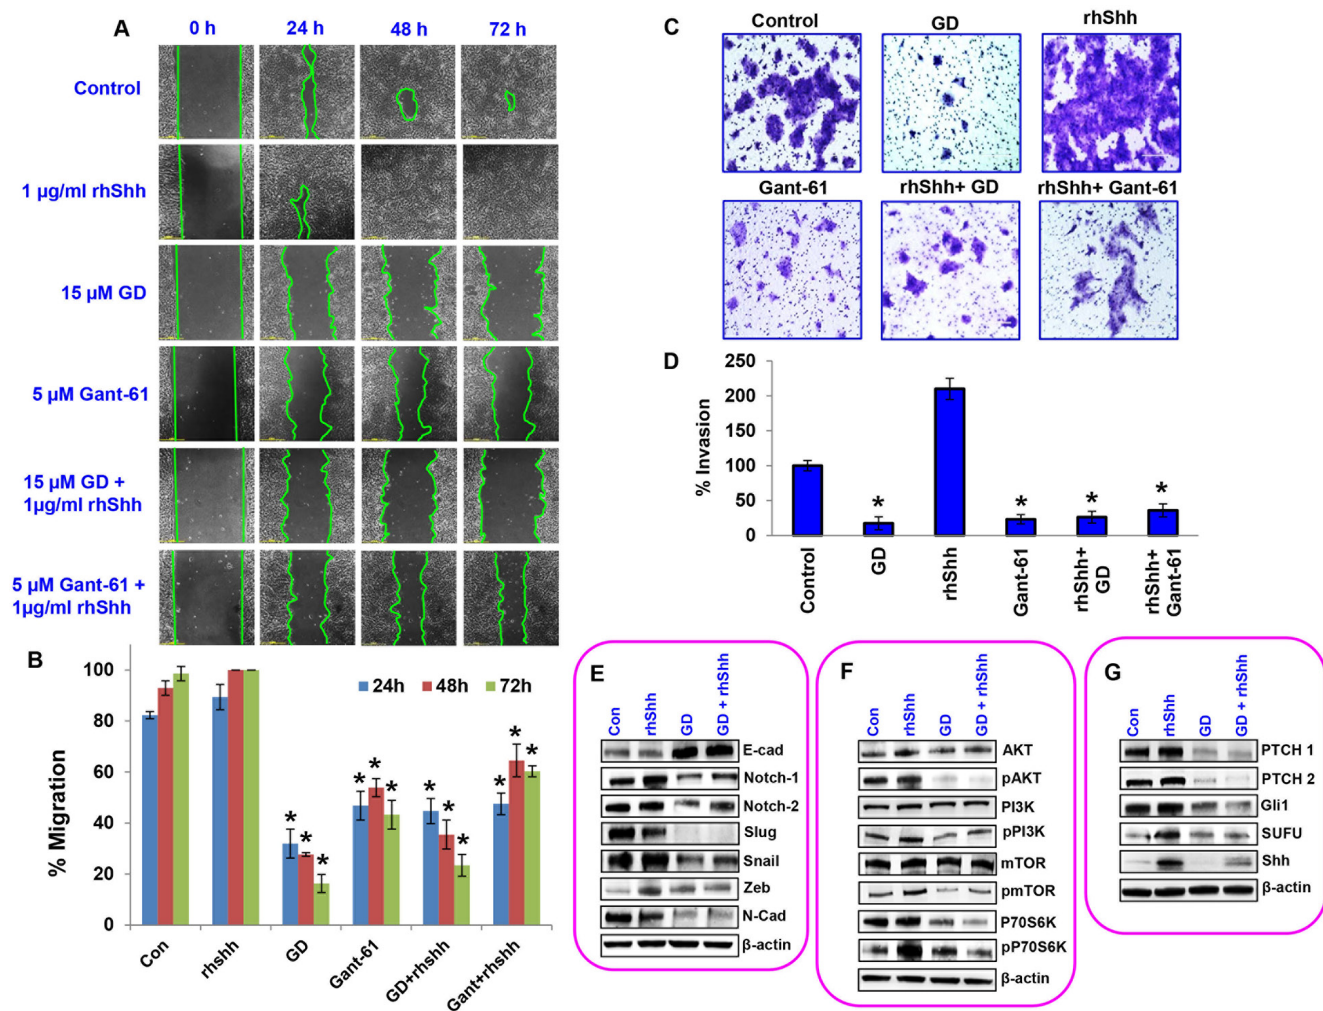 A
0 h
24 h
48 h
72 h
Control
1 µg/ml rhShh
15 µM GD
5 µM Gant-61
15 µM GD +
1µg/ml rhShh
5 µM Gant-61 +
1µg/ml rhShh
B
% Migration
100
80
60
40
20
0
24h
48h
72h
*
*
*
*
*
*
*
*
*
*
*
*
Con
rhshh
GD
Gant-61
GD+rhshh
Gant+rhshh
C
Control
GD
rhShh
Gant-61
rhShh+ GD
rhShh+ Gant-61
D
% Invasion
250
200
150
100
50
0
*
*
*
*
Control
GD
rhShh
Gant-61
rhShh+
GD
rhShh+
Gant-61
E
Con
rhShh
GD
GD + rhShh
E-cad
Notch-1
Notch-2
Slug
Snail
Zeb
N-Cad
β-actin
F
Con
rhShh
GD
GD + rhShh
AKT
pAKT
PI3K
pPI3K
mTOR
pmTOR
P70S6K
pP70S6K
β-actin
G
Con
rhShh
GD
GD + rhShh
PTCH 1
PTCH 2
Gli1
SUFU
Shh
β-actin